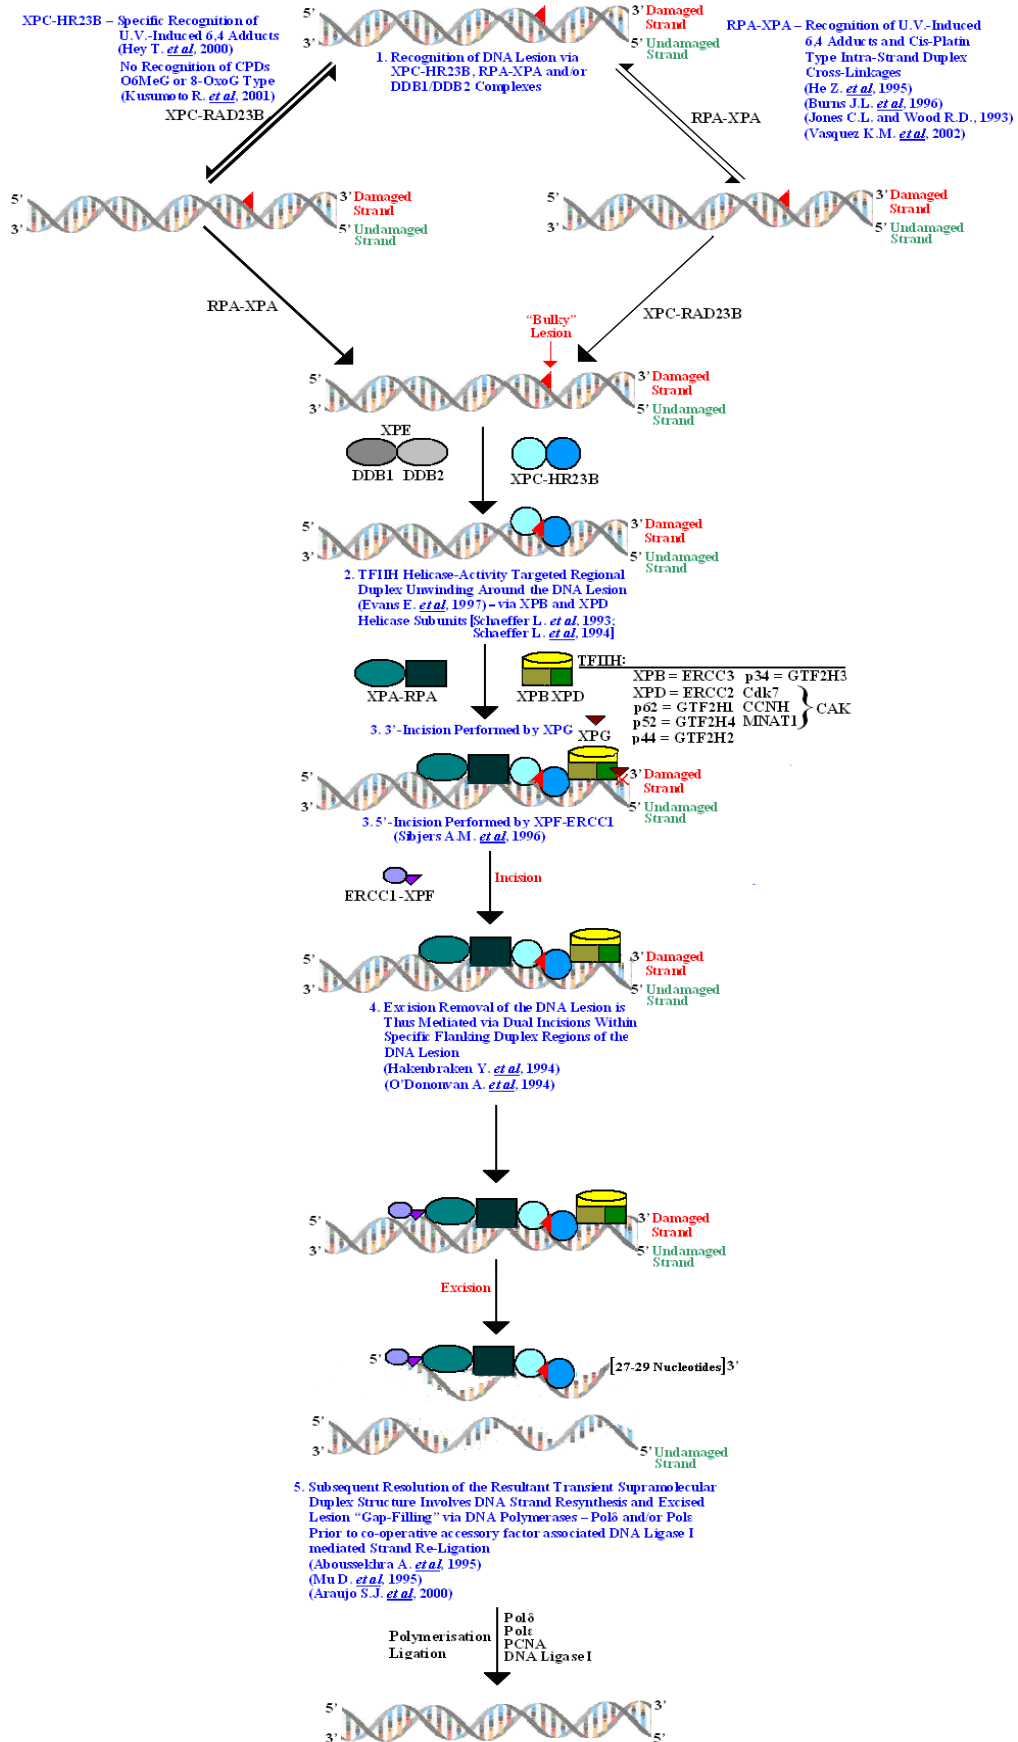 XPC-HR23B – Specific Recognition of
U.V.-Induced 6,4 Adducts
(Hey T. et al, 2000)
No Recognition of CPDs
O6MeG or 8-OxoG Type
(Kusumoto R. et al, 2001)
XPC-RAD23B
5’
3’
3’ Damaged
Strand
5’ Undamaged
Strand
1. Recognition of DNA Lesion via
XPC-HR23B, RPA-XPA and/or
DDB1/DDB2 Complexes
RPA-XPA – Recognition of U.V.-Induced
6,4 Adducts and Cis-Platin
Type Intra-Strand Duplex
Cross-Linkages
(He Z. et al, 1995)
(Burns J.L. et al, 1996)
(Jones C.L. and Wood R.D., 1993)
(Vasquez K.M. et al, 2002)
RPA-XPA
5’
3’
3’ Damaged
Strand
5’ Undamaged
Strand
5’
3’
3’ Damaged
Strand
5’ Undamaged
Strand
RPA-XPA
XPC-RAD23B
“Bulky”
Lesion
5’
3’
3’ Damaged
Strand
5’ Undamaged
Strand
XPE
DDB1 DDB2
XPC-HR23B
5’
3’
3’ Damaged
Strand
5’ Undamaged
Strand
2. TFIIH Helicase-Activity Targeted Regional
Duplex Unwinding Around the DNA Lesion
(Evans E. et al, 1997) – via XPB and XPD
Helicase Subunits [Schaeffer L. et al, 1993;
Schaeffer L. et al, 1994]
XPA-RPA
XPB XPD
TFIIH:
XPB = ERCC3 p34 = GTF2H3
XPD = ERCC2 Cdk7
p62 = GTF2H1 CCNH
p52 = GTF2H4 MNAT1
p44 = GTF2H2
CAK
3. 3’-Incision Performed by XPG
XPG
5’
3’
3’ Damaged
Strand
5’ Undamaged
Strand
3. 5’-Incision Performed by XPF-ERCC1
(Sibjers A.M. et al, 1996)
ERCC1-XPF
Incision
5’
3’
3’ Damaged
Strand
5’ Undamaged
Strand
4. Excision Removal of the DNA Lesion is
Thus Mediated via Dual Incisions Within
Specific Flanking Duplex Regions of the
DNA Lesion
(Hakenbraken Y. et al, 1994)
(O’Dononvan A. et al, 1994)
5’
3’
3’ Damaged
Strand
5’ Undamaged
Strand
Excision
5’
[27-29 Nucleotides] 3’
3’
5’ Undamaged
Strand
5. Subsequent Resolution of the Resultant Transient Supramolecular
Duplex Structure Involves DNA Strand Resynthesis and Excised
Lesion “Gap-Filling” via DNA Polymerases – Polδ and/or Polε
Prior to co-operative accessory factor associated DNA Ligase I
mediated Strand Re-Ligation
(Aboussekhra A. et al, 1995)
(Mu D. et al, 1995)
(Araujo S.J. et al, 2000)
Polymerisation
Ligation
Polδ
Polε
PCNA
DNA Ligase I
5’
3’
3’
5’